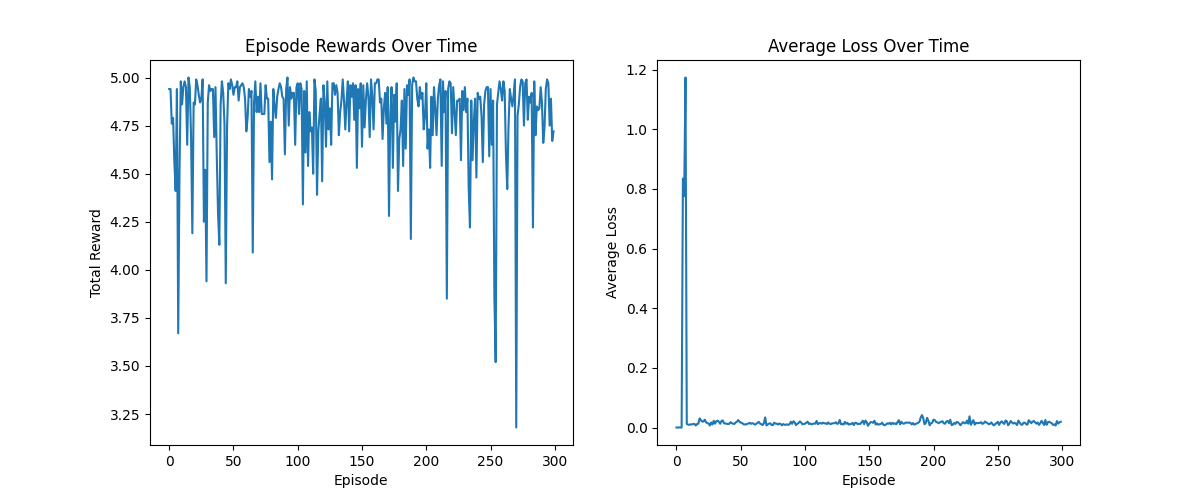 Episode Rewards Over Time
Total Reward
5.00
4.75
4.50
4.25
4.00
3.75
3.50
3.25
0 50 100 150 200 250 300
Episode
Average Loss Over Time
Average Loss
1.2
1.0
0.8
0.6
0.4
0.2
0.0
0 50 100 150 200 250 300
Episode